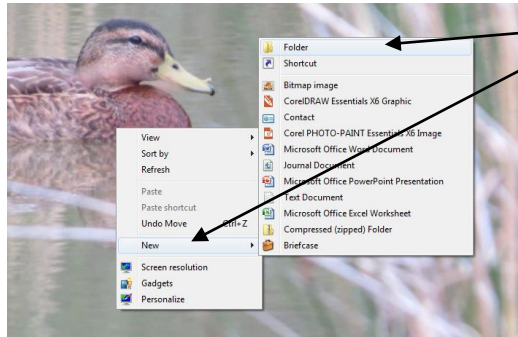 View
Sort by
Refresh
Paste
Paste shortcut
Undo Move Ctrl+Z
New
Screen resolution
Gadgets
Personalize
Folder
Shortcut
Bitmap image
CorelDRAW Essentials X6 Graphic
Contact
Corel PHOTO-PAINT Essentials X6 Image
Microsoft Office Word Document
Journal Document
Microsoft Office PowerPoint Presentation
Text Document
Microsoft Office Excel Worksheet
Compressed (zipped) Folder
Briefcase